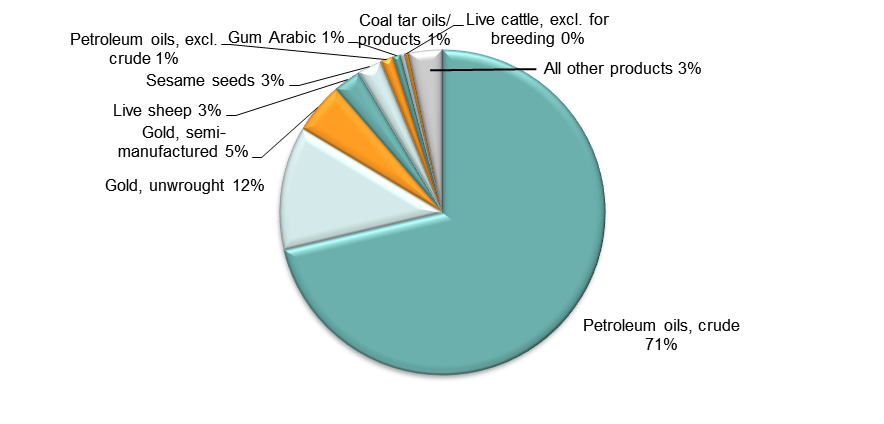 Petroleum oils, excl.
crude 1%
Gum Arabic 1%
Coal tar oils/
products 1%
Live cattle, excl. for
breeding 0%
All other products 3%
Sesame seeds 3%
Live sheep 3%
Gold, semi-
manufactured 5%
Gold, unwrought 12%
Petroleum oils, crude
71%